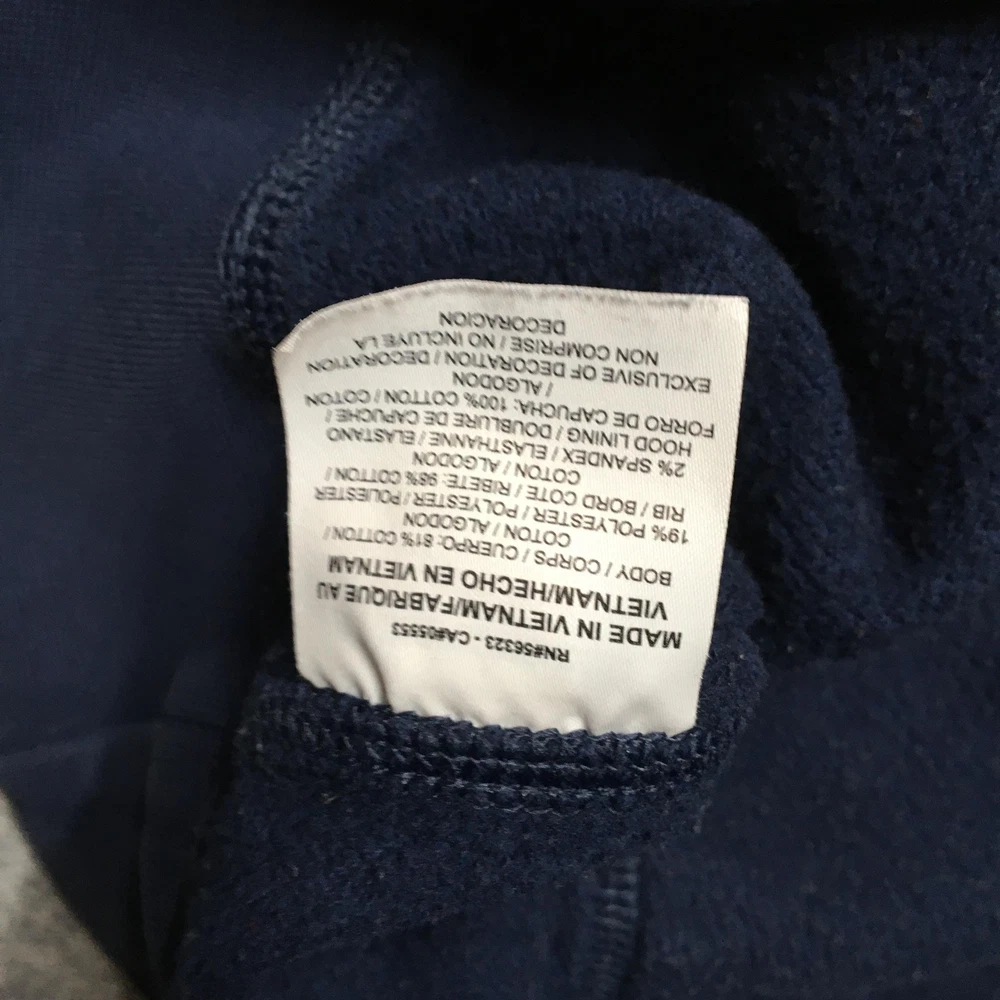 RN#56323 - CA#05553
MADE IN VIETNAM/FABRIQUE AU
VIETNAM/HECHO EN VIETNAM
BODY / CORPS / CUERPO: 81% COTTON /
COTON / ALGODON
19% POLYESTER / POLYESTER / POLIESTER
RIB / BORD COTE / RIBETE: 98% COTTON /
COTON / ALGODON
2% SPANDEX / ELASTHANNE / ELASTANO
HOOD LINING / DOUBLURE DE CAPUCHE /
FORRO DE CAPUCHA: 100% COTTON / COTON
/ ALGODON
EXCLUSIVE OF DECORATION / DECORATION
NON COMPRISE / NO INCLUYE LA
DECORACION